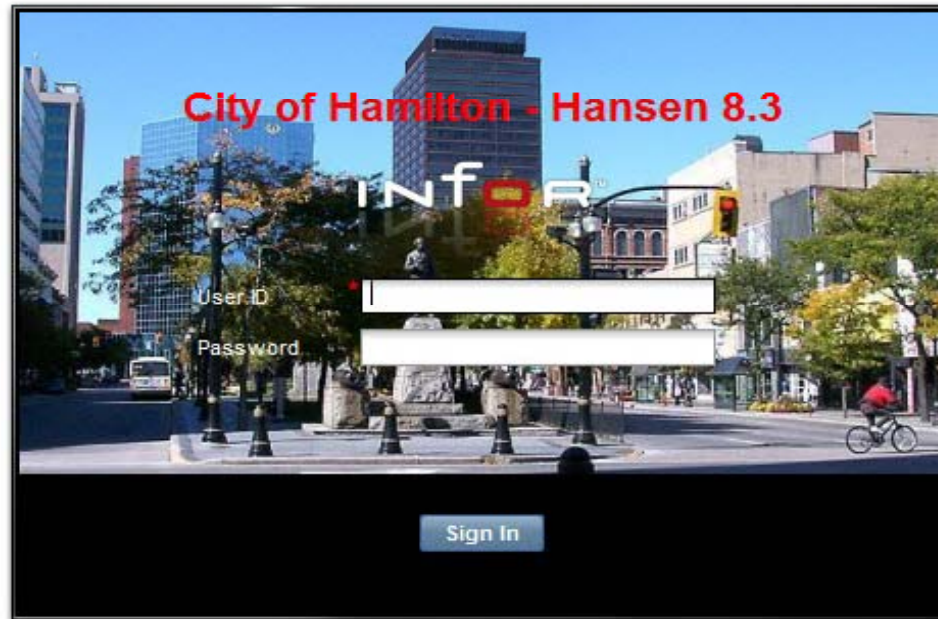 City of Hamilton - Hansen 8.3
infor
User ID
*
Password
Sign In